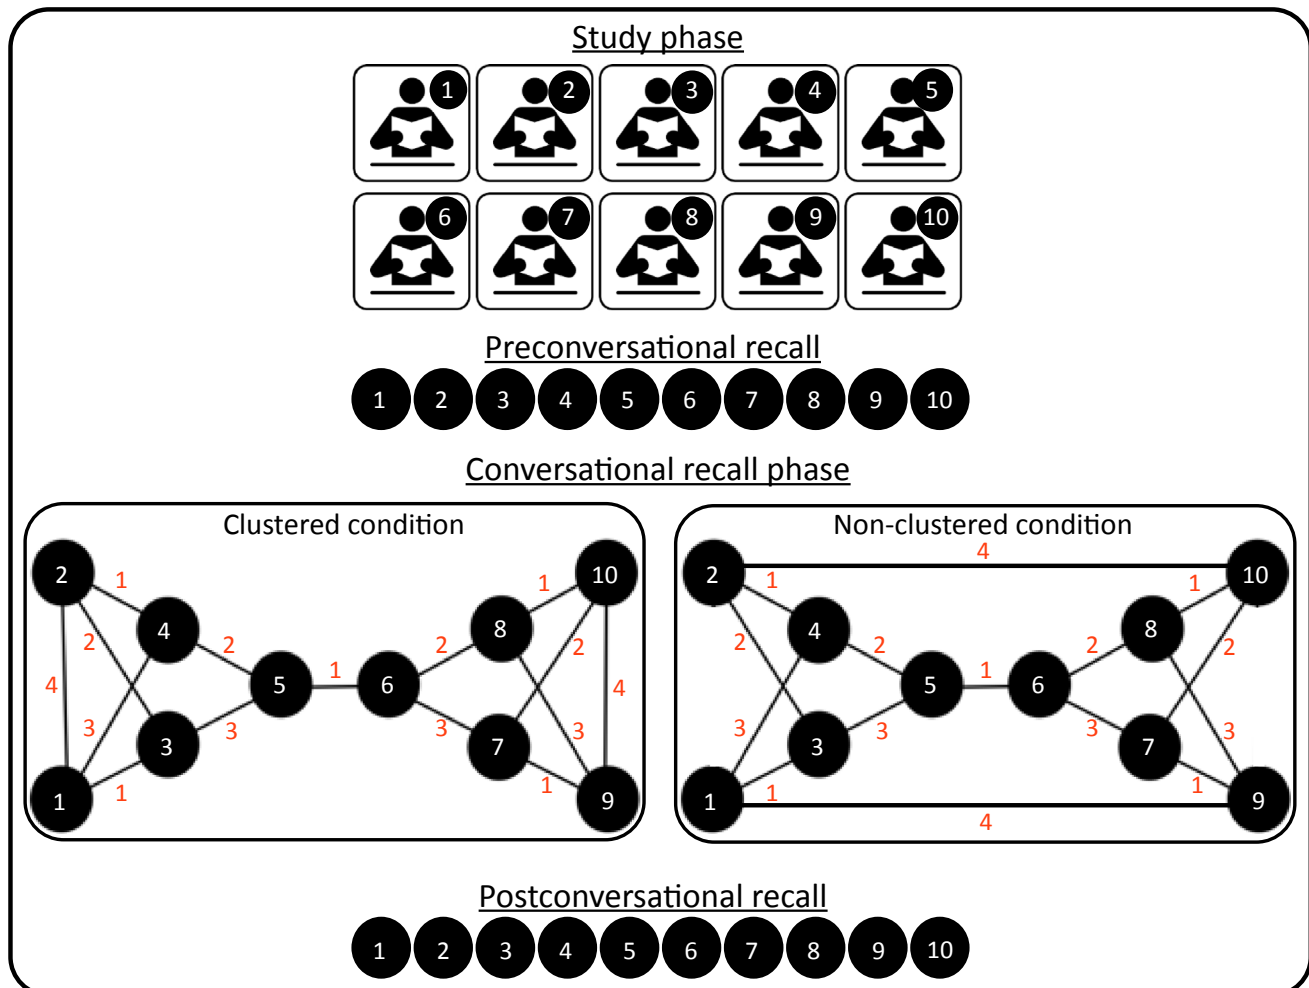 Study phase
1 2 3 4 5
6 7 8 9 10
Preconversational recall
1 2 3 4 5 6 7 8 9 10
Conversational recall phase
Clustered condition
2 10
1 1
4 8
2 2 2 2
1
5 6
4 4
3 3 3 3
3 7
1 1
1 9
Non-clustered condition
4
2 10
1 1
4 8
2 2 2 2
1
5 6
3 3 3 3
3 7
1 1
1 9
4
Postconversational recall
1 2 3 4 5 6 7 8 9 10